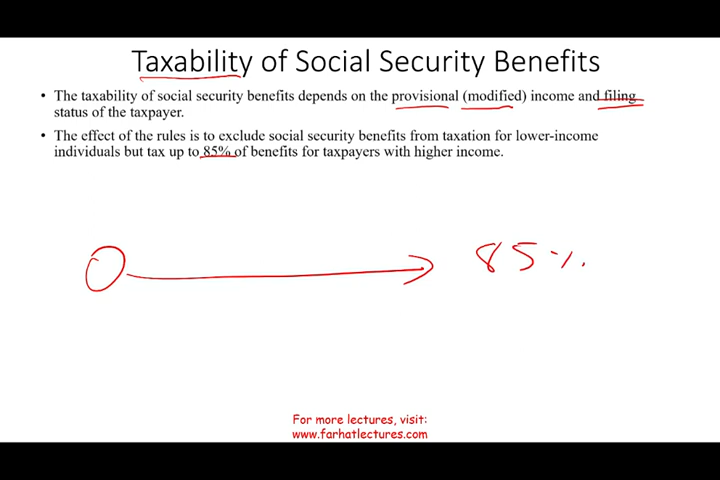 Taxability of Social Security Benefits
• The taxability of social security benefits depends on the provisional (modified) income and filing
status of the taxpayer.
• The effect of the rules is to exclude social security benefits from taxation for lower-income
individuals but tax up to 85% of benefits for taxpayers with higher income.
0 85%
For more lectures, visit:
www.farhatlectures.com